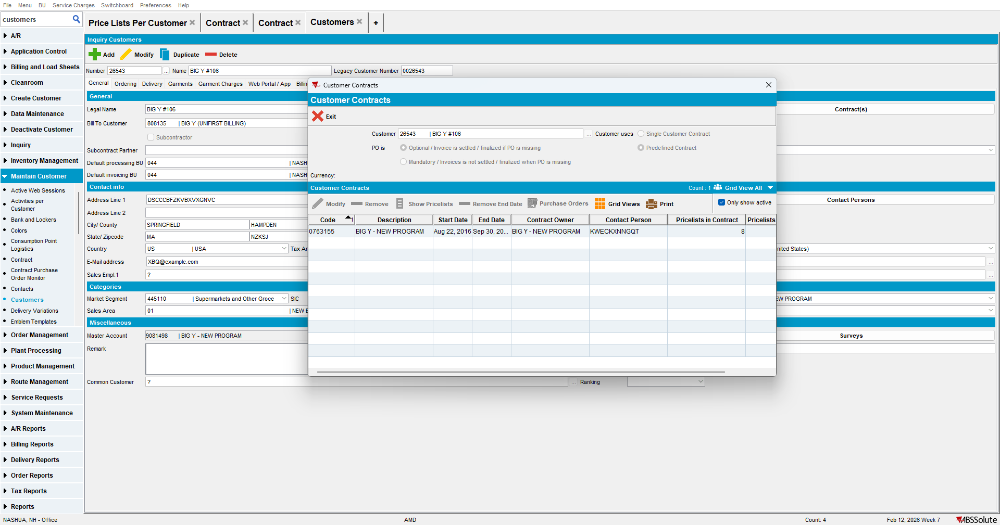 File Menu BU Service Charges Switchboard Preferences Help
customers
Price Lists Per Customer Contract Contract Customers +
A/R
Application Control
Billing and Load Sheets
Cleanroom
Create Customer
Data Maintenance
Deactivate Customer
Inquiry
Inventory Management
Maintain Customer
Active Web Sessions
Activities per
Customer
Bank and Lockers
Colors
Consumption Point
Logistics
Contract
Contract Purchase
Order Monitor
Contacts
Customers
Delivery Variations
Emblem Templates
Order Management
Plant Processing
Product Management
Route Management
Service Requests
System Maintenance
A/R Reports
Billing Reports
Delivery Reports
Order Reports
Tax Reports
Reports
Inquiry Customers
Add Modify Duplicate Delete
Number 26543 ... Name BIG Y #106 Legacy Customer Number 0026543
General Ordering Delivery Garments Garment Charges Web Portal / App Billin
General
Legal Name BIG Y #106 Contract(s)
Bill To Customer 808135 | BIG Y (UNIFIRST BILLING)
Subcontractor
Subcontract Partner
Default processing BU 044 | NASH
Default invoicing BU 044 | NASH
Contact info
Address Line 1 DSCCCBFZKVBXVXGNVC Contact Persons
Address Line 2
City/ County SPRINGFIELD HAMPDEN
State/ Zipcode MA NZKSJ
Country US | USA Tax Ar nited States)
E-Mail address XBQ@example.com ...
Sales Empl.1 ? ...
Categories
Market Segment 445110 | Supermarkets and Other Groce SIC EW PROGRAM
Sales Area 01 | NEW E
Miscellaneous
Master Account 9081498 | BIG Y - NEW PROGRAM Surveys
Remark
Common Customer ? ... Ranking
Customer Contracts
Customer Contracts
Exit
Customer 26543 | BIG Y #106 ... Customer uses Single Customer Contract
PO is Optional / Invoice is settled / finalized if PO is missing Predefined Contract
Mandatory / Invoices is not settled / finalized when PO is missing
Currency:
Customer Contracts Count : 1 Grid View All
Modify Remove Show Pricelists Remove End Date Purchase Orders Grid Views Print Only show active
Code 1 Description Start Date End Date Contract Owner Contact Person Pricelists in Contract Pricelists
0763155 BIG Y - NEW PROGRAM Aug 22, 2016 Sep 30, 20... BIG Y - NEW PROGRAM KWECKXNNGQT 8
NASHUA, NH - Office AMD Count: 4 Feb 12, 2026 Week 7 ABSSolute